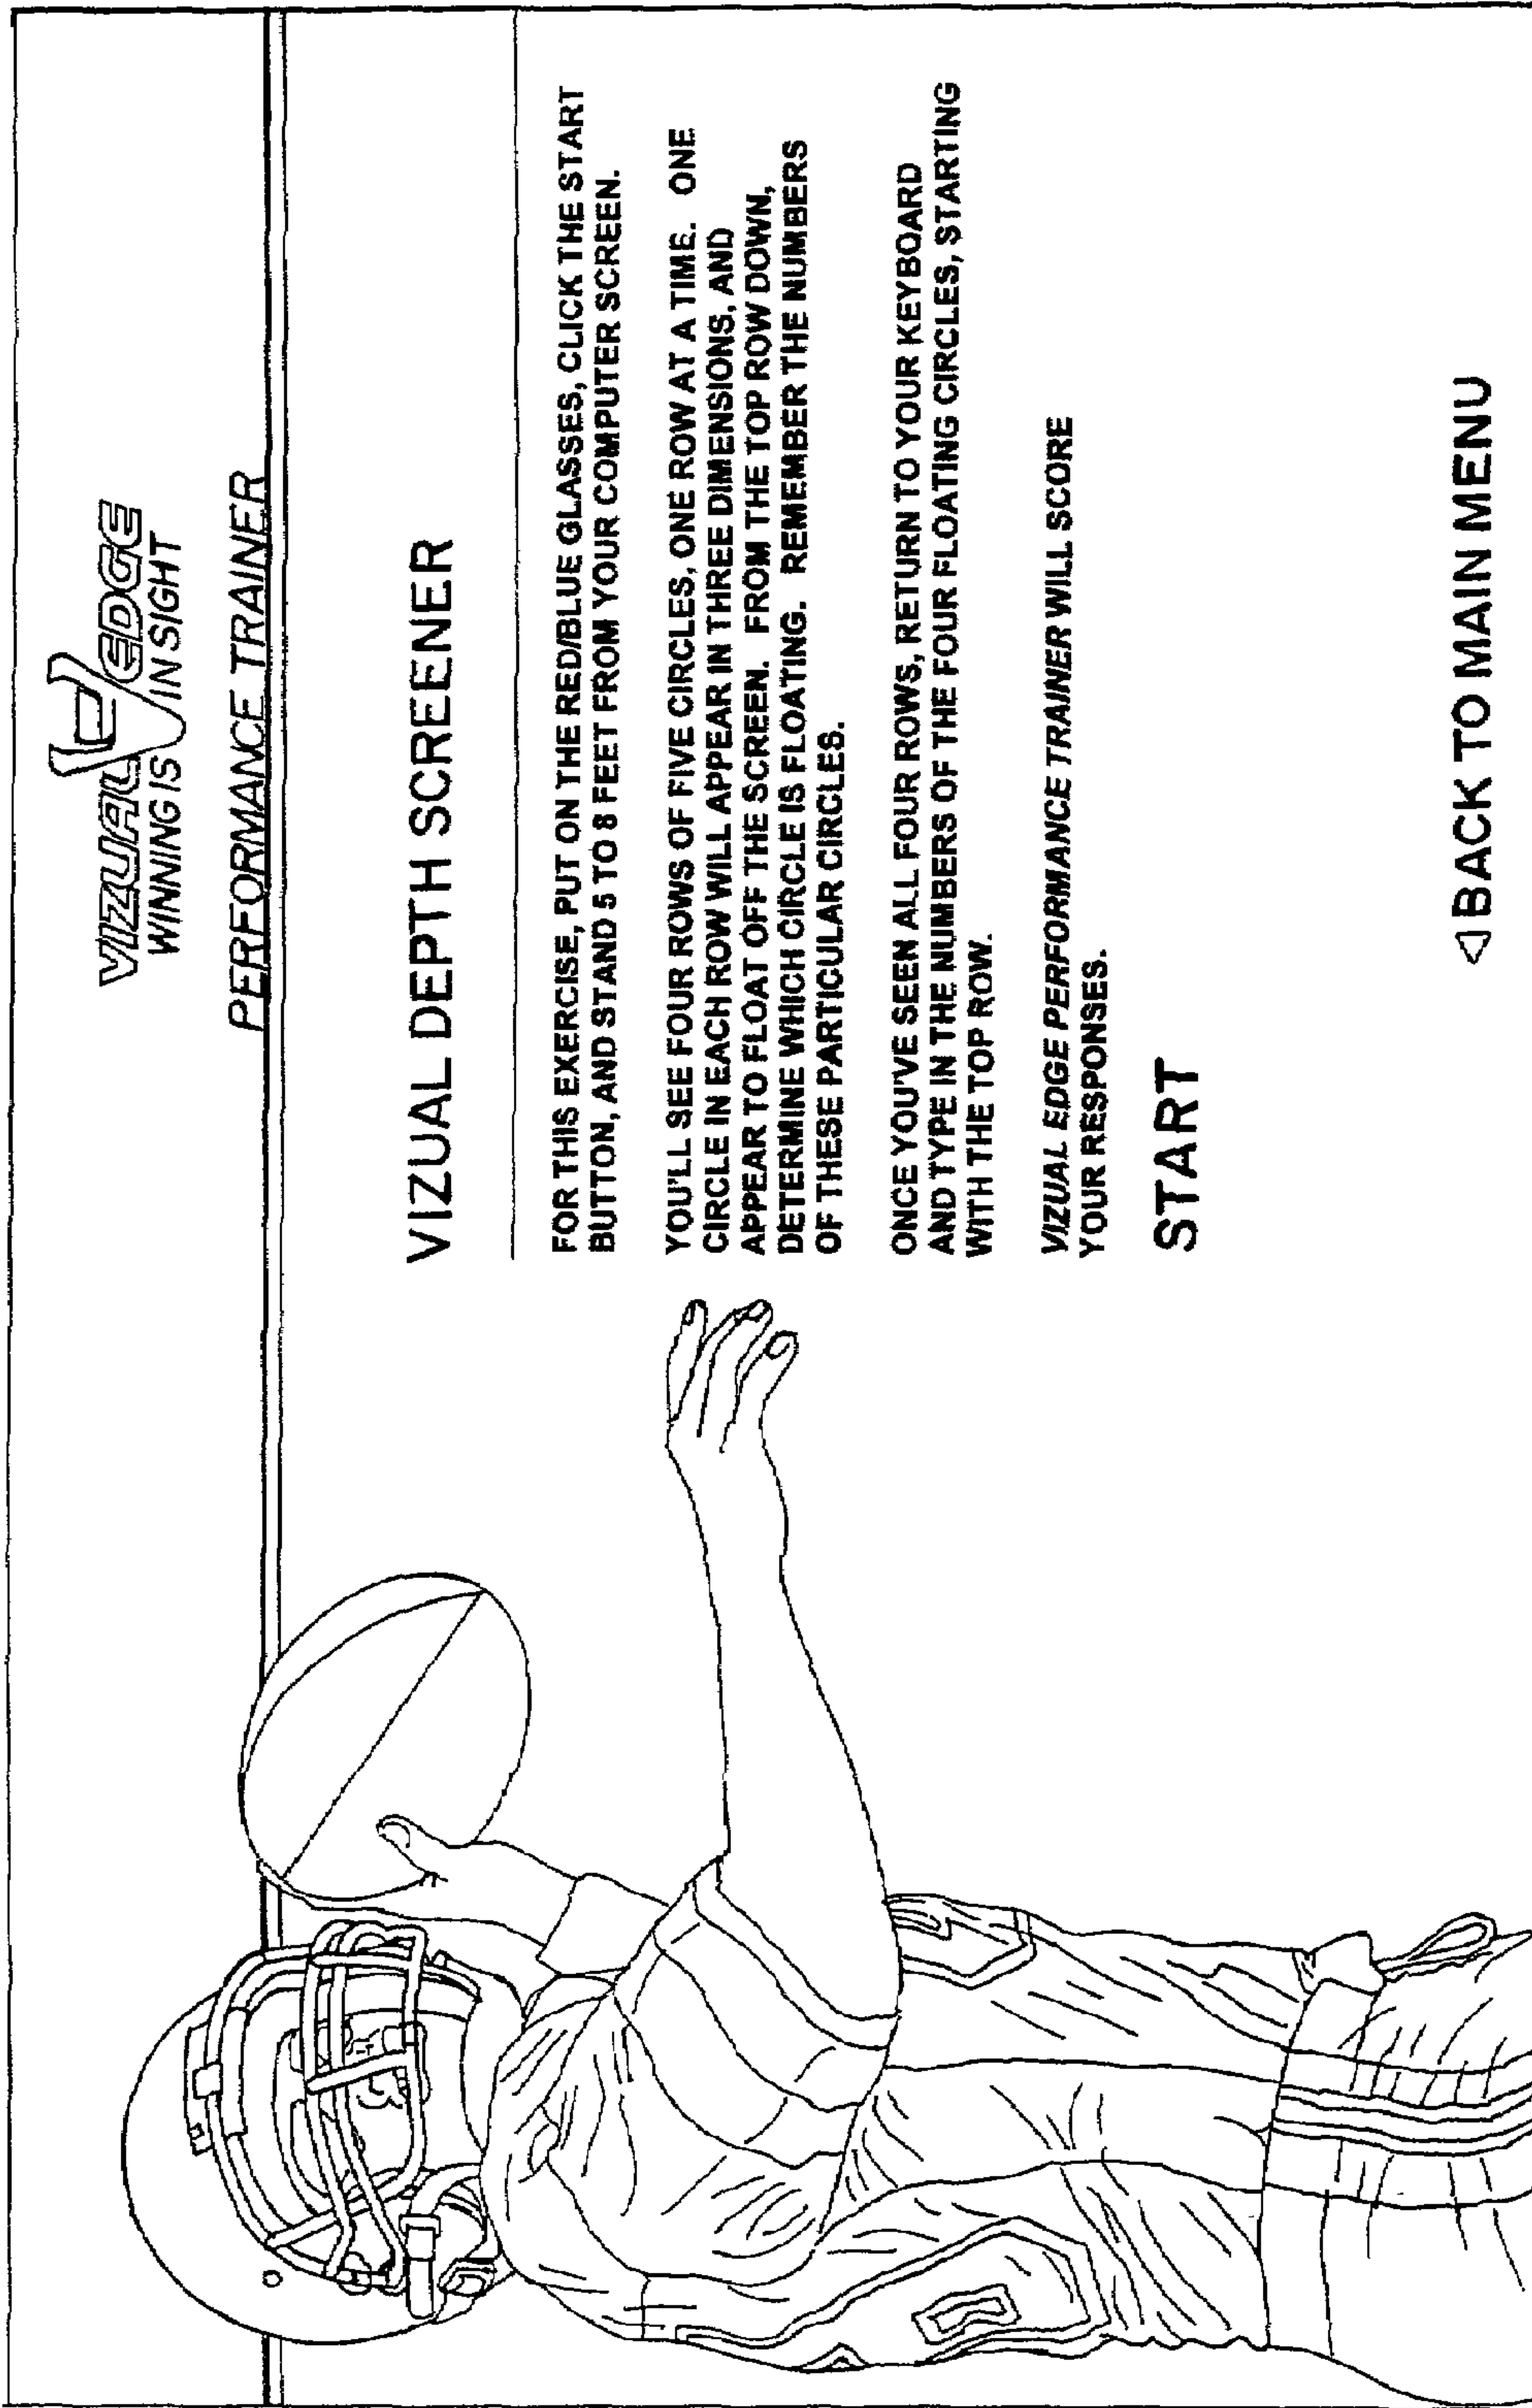 VIZUAL EDGE
WINNING IS IN SIGHT
PERFORMANCE TRAINER
VIZUAL DEPTH SCREENER
FOR THIS EXERCISE, PUT ON THE RED/BLUE GLASSES, CLICK THE START
BUTTON, AND STAND 5 TO 8 FEET FROM YOUR COMPUTER SCREEN.
YOU'LL SEE FOUR ROWS OF FIVE CIRCLES, ONE ROW AT A TIME. ONE
CIRCLE IN EACH ROW WILL APPEAR IN THREE DIMENSIONS, AND
APPEAR TO FLOAT OFF THE SCREEN. FROM THE TOP ROW DOWN,
DETERMINE WHICH CIRCLE IS FLOATING. REMEMBER THE NUMBERS
OF THESE PARTICULAR CIRCLES.
ONCE YOU'VE SEEN ALL FOUR ROWS, RETURN TO YOUR KEYBOARD
AND TYPE IN THE NUMBERS OF THE FOUR FLOATING CIRCLES, STARTING
WITH THE TOP ROW.
VIZUAL EDGE PERFORMANCE TRAINER WILL SCORE
YOUR RESPONSES.
START
BACK TO MAIN MENU